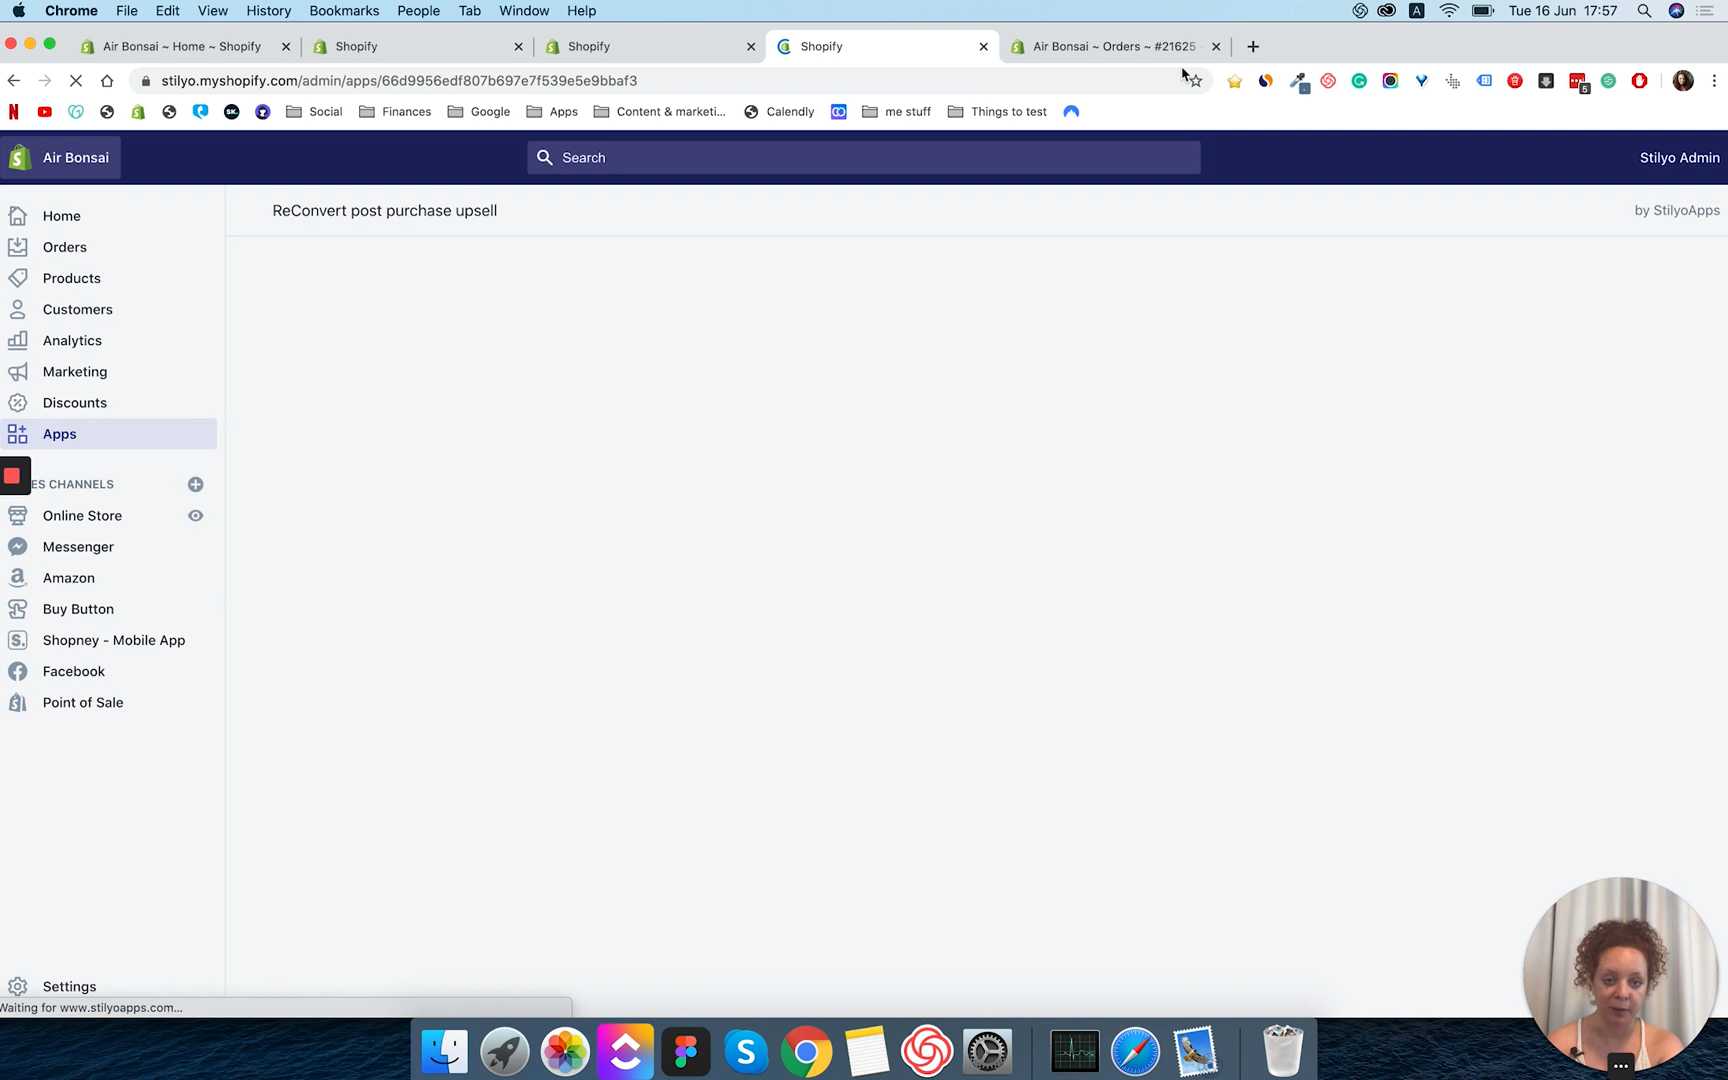 Chrome File Edit View History Bookmarks People Tab Window Help A Tue 16 Jun 17:57
Air Bonsai ~ Home ~ Shopify Shopify Shopify Shopify Air Bonsai ~ Orders ~ #21625
stilyo.myshopify.com/admin/apps/66d9956edf807b697e7f539e5e9bbaf3 5
N SK. Social Finances Google Apps Content & marketi... Calendly me stuff Things to test
Air Bonsai Search Stilyo Admin
Home
ReConvert post purchase upsell by StilyoApps
Orders
Products
Customers
Analytics
Marketing
Discounts
Apps
ES CHANNELS
Online Store
Messenger
Amazon
Buy Button
Shopney - Mobile App
Facebook
Point of Sale
Settings
Waiting for www.stilyoapps.com...